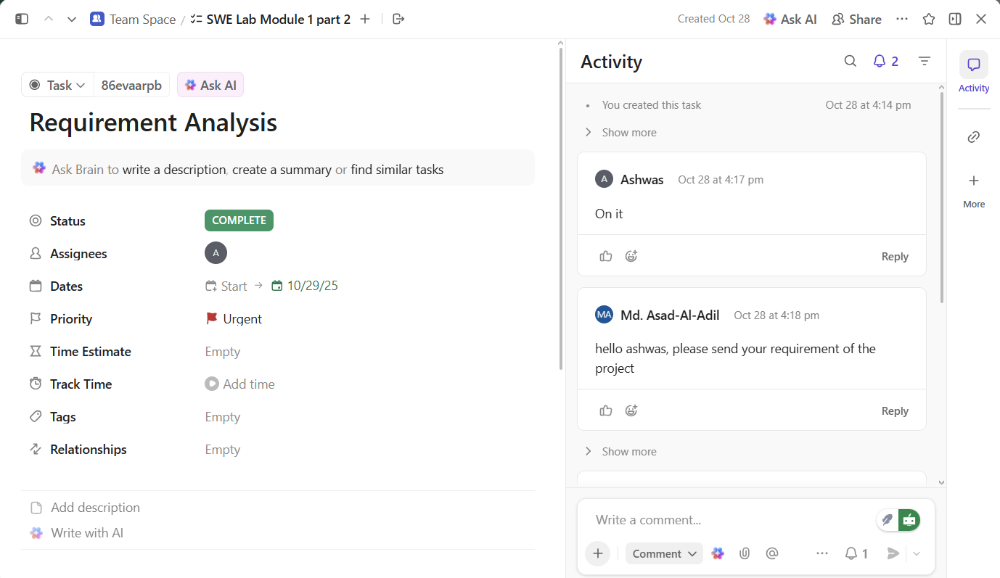 Team Space / SWE Lab Module 1 part 2
Created Oct 28 Ask AI Share
Task 86evaarpb Ask AI
Requirement Analysis
Ask Brain to write a description, create a summary or find similar tasks
Status COMPLETE
Assignees A
Dates Start → 10/29/25
Priority Urgent
Time Estimate Empty
Track Time Add time
Tags Empty
Relationships Empty
Add description
Write with AI
Activity 2
• You created this task Oct 28 at 4:14 pm
Show more
A Ashwas Oct 28 at 4:17 pm
On it
Reply
MA Md. Asad-Al-Adil Oct 28 at 4:18 pm
hello ashwas, please send your requirement of the
project
Reply
Show more
Write a comment...
Comment 1
Activity
More